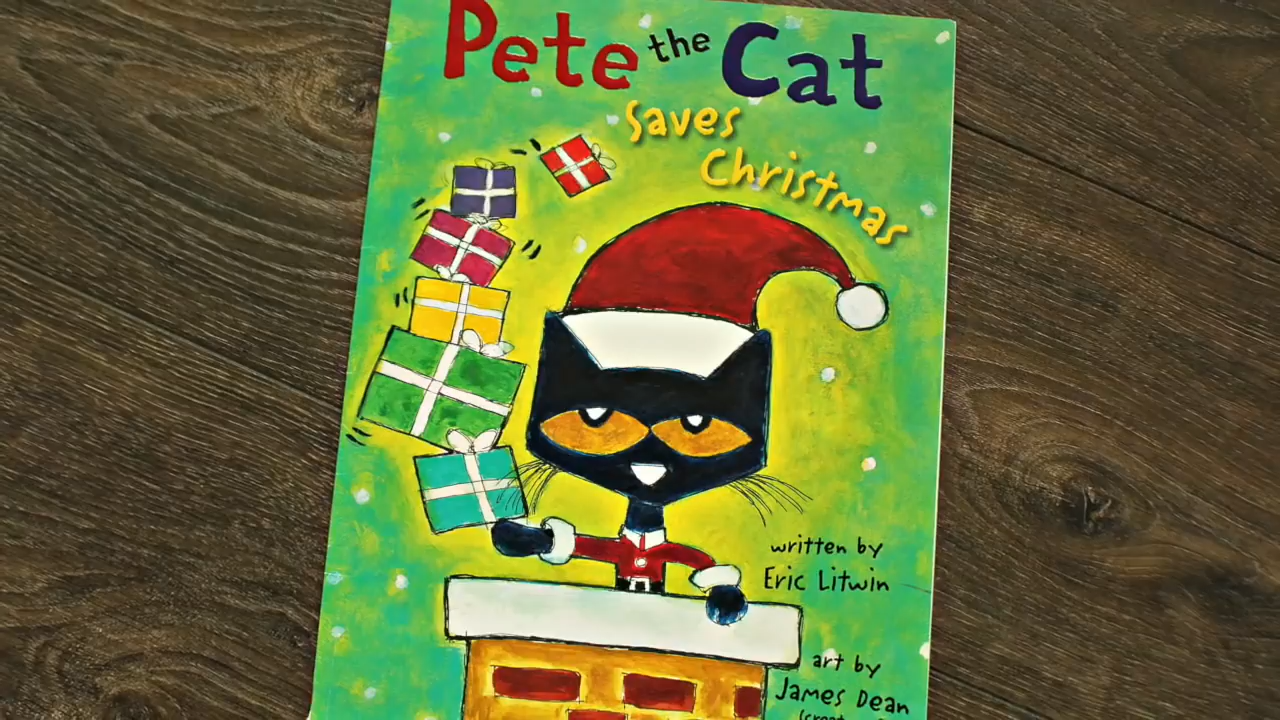 Pete the Cat
Saves
Christmas
written by
Eric Litwin
art by
James Dean